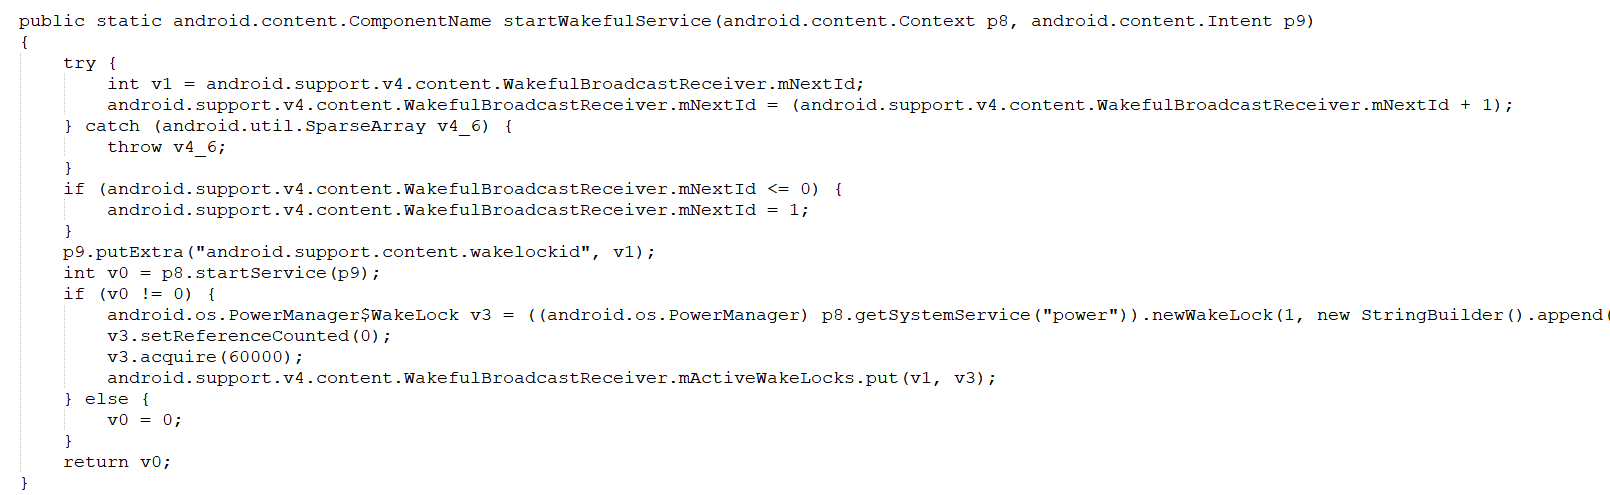 public static android.content.ComponentName startWakefulService(android.content.Context p8, android.content.Intent p9)
{
    try {
        int v1 = android.support.v4.content.WakefulBroadcastReceiver.mNextId;
        android.support.v4.content.WakefulBroadcastReceiver.mNextId = (android.support.v4.content.WakefulBroadcastReceiver.mNextId + 1);
    } catch (android.util.SparseArray v4_6) {
        throw v4_6;
    }
    if (android.support.v4.content.WakefulBroadcastReceiver.mNextId <= 0) {
        android.support.v4.content.WakefulBroadcastReceiver.mNextId = 1;
    }
    p9.putExtra("android.support.content.wakelockid", v1);
    int v0 = p8.startService(p9);
    if (v0 != 0) {
        android.os.PowerManager$WakeLock v3 = ((android.os.PowerManager) p8.getSystemService("power")).newWakeLock(1, new StringBuilder().append(
        v3.setReferenceCounted(0);
        v3.acquire(60000);
        android.support.v4.content.WakefulBroadcastReceiver.mActiveWakeLocks.put(v1, v3);
    } else {
        v0 = 0;
    }
    return v0;
}